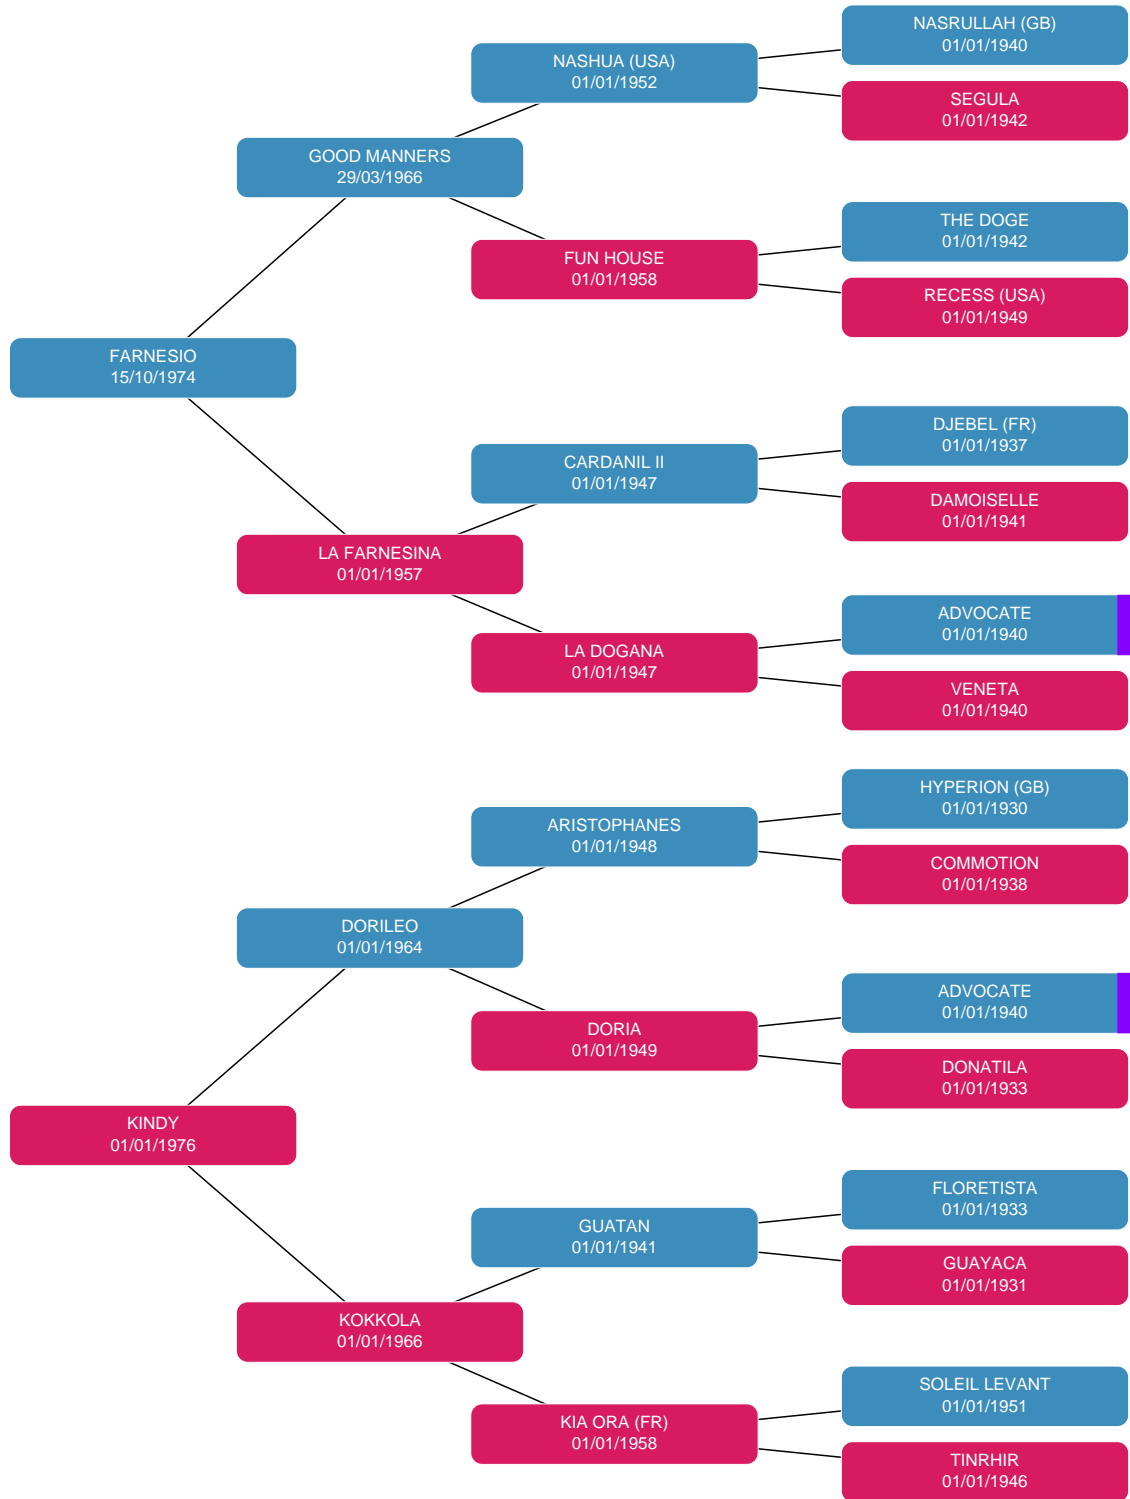 NASRULLAH (GB)
01/01/1940
NASHUA (USA)
01/01/1952
SEGULA
01/01/1942
GOOD MANNERS
29/03/1966
THE DOGE
01/01/1942
FUN HOUSE
01/01/1958
RECESS (USA)
01/01/1949
FARNESIO
15/10/1974
DJEBEL (FR)
01/01/1937
CARDANIL II
01/01/1947
DAMOISELLE
01/01/1941
LA FARNESINA
01/01/1957
ADVOCATE
01/01/1940
LA DOGANA
01/01/1947
VENETA
01/01/1940
HYPERION (GB)
01/01/1930
ARISTOPHANES
01/01/1948
COMMOTION
01/01/1938
DORILEO
01/01/1964
ADVOCATE
01/01/1940
DORIA
01/01/1949
DONATILA
01/01/1933
KINDY
01/01/1976
FLORETISTA
01/01/1933
GUATAN
01/01/1941
GUAYACA
01/01/1931
KOKKOLA
01/01/1966
SOLEIL LEVANT
01/01/1951
KIA ORA (FR)
01/01/1958
TINRHIR
01/01/1946